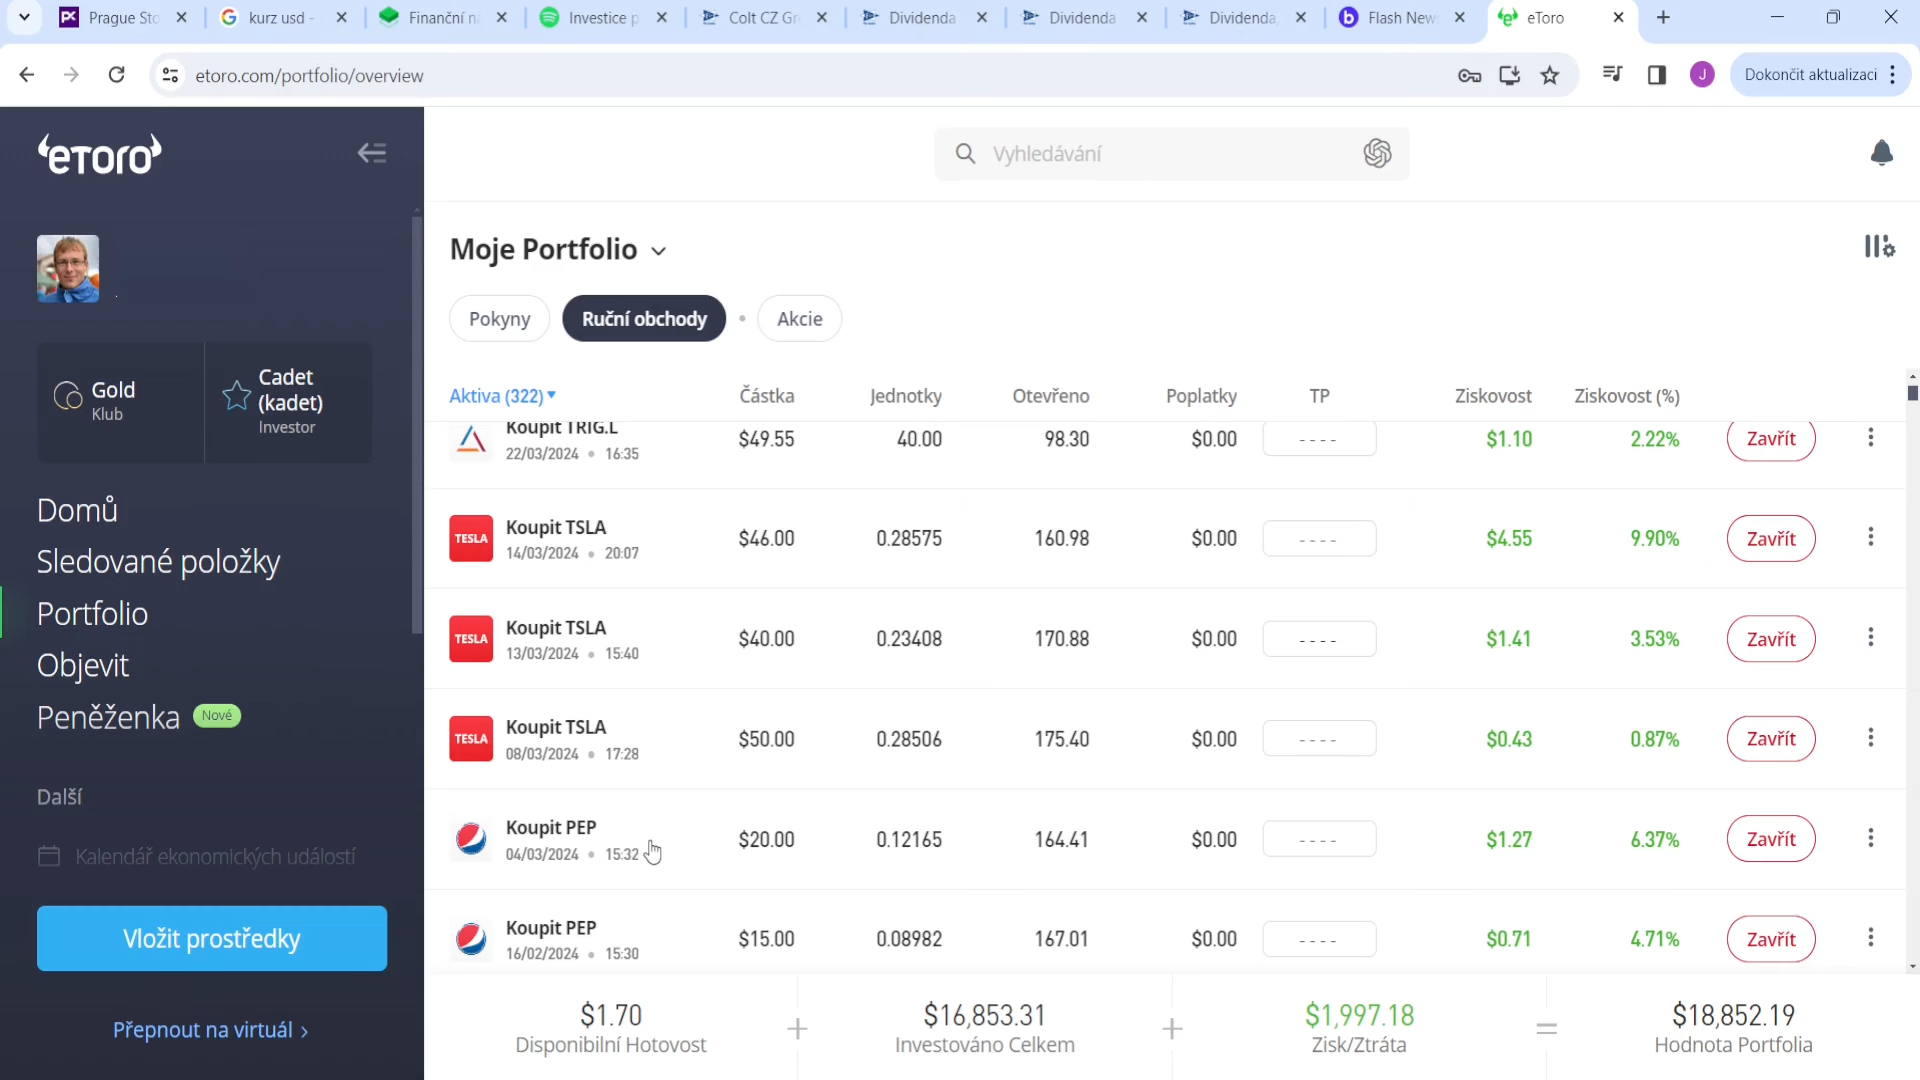 Prague Sto
kurz usd -
Finanční n
Investice p
Colt CZ Gr
Dividenda
Dividenda
Dividenda,
Flash New
eToro
etoro.com/portfolio/overview
J
Dokončit aktualizaci
eTORO
Vyhledávání
Moje Portfolio
Gold
Klub
Cadet
(kadet)
Investor
Pokyny
Ruční obchody
Akcie
Domů
Sledované položky
Portfolio
Objevit
Peněženka Nové
Další
Kalendář ekonomických událostí
Vložit prostředky
Přepnout na virtuál >
Aktiva (322) Částka Jednotky Otevřeno Poplatky TP Ziskovost Ziskovost (%)
Koupit TRIG.L
22/03/2024 • 16:35
$49.55 40.00 98.30 $0.00 ---- $1.10 2.22% Zavřít
TESLA
Koupit TSLA
14/03/2024 • 20:07
$46.00 0.28575 160.98 $0.00 ---- $4.55 9.90% Zavřít
TESLA
Koupit TSLA
13/03/2024 • 15:40
$40.00 0.23408 170.88 $0.00 ---- $1.41 3.53% Zavřít
TESLA
Koupit TSLA
08/03/2024 • 17:28
$50.00 0.28506 175.40 $0.00 ---- $0.43 0.87% Zavřít
Koupit PEP
04/03/2024 • 15:32
$20.00 0.12165 164.41 $0.00 ---- $1.27 6.37% Zavřít
Koupit PEP
16/02/2024 • 15:30
$15.00 0.08982 167.01 $0.00 ---- $0.71 4.71% Zavřít
$1.70 + $16,853.31 + $1,997.18 = $18,852.19
Disponibilní Hotovost Investováno Celkem Zisk/Ztráta Hodnota Portfolia